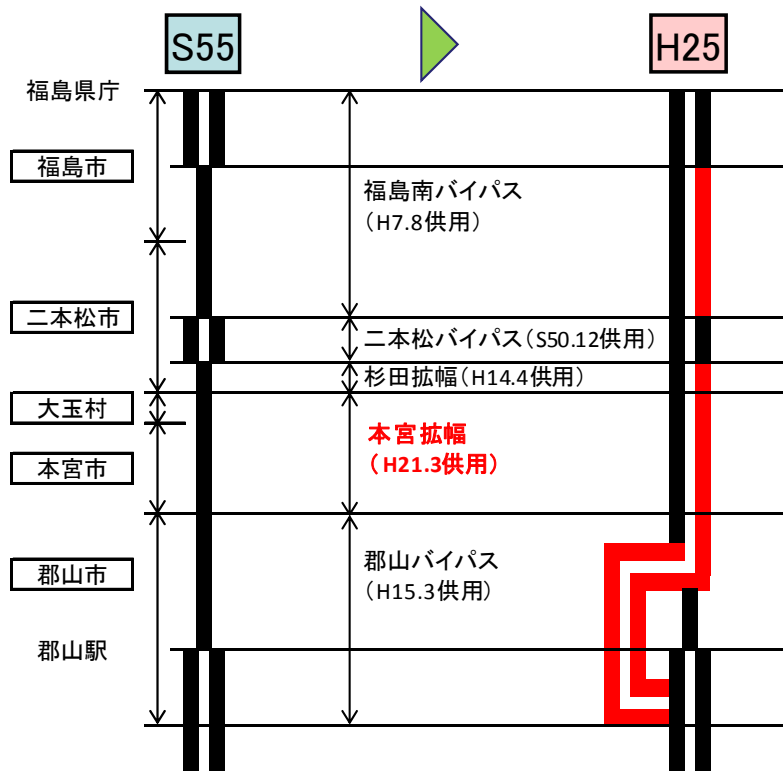 S55
H25
福島県庁
福島市
福島南バイパス
（H7.8供用）
二本松市
二本松バイパス（S50.12供用）
杉田拡幅（H14.4供用）
大玉村
本宮拡幅
（H21.3供用）
本宮市
郡山バイパス
（H15.3供用）
郡山市
郡山駅